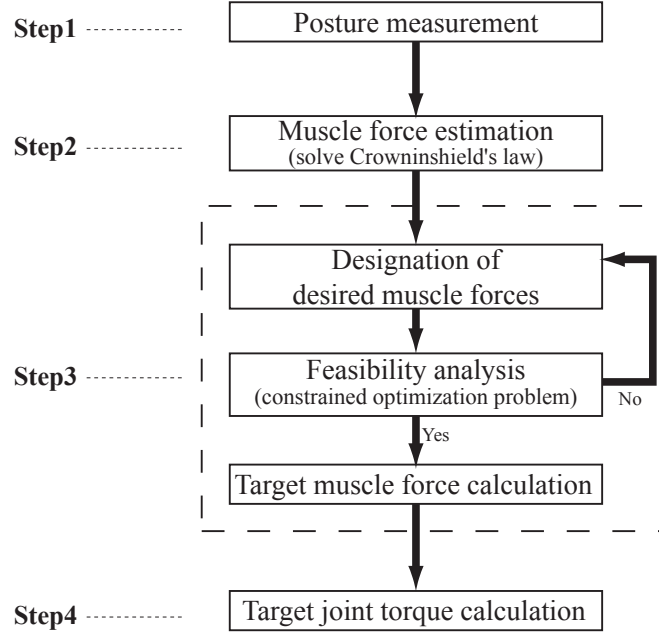 Step1
Posture measurement
Step2
Muscle force estimation
(solve Crowninshield's law)
Designation of
desired muscle forces
Step3
Feasibility analysis
(constrained optimization problem)
No
Yes
Target muscle force calculation
Step4
Target joint torque calculation